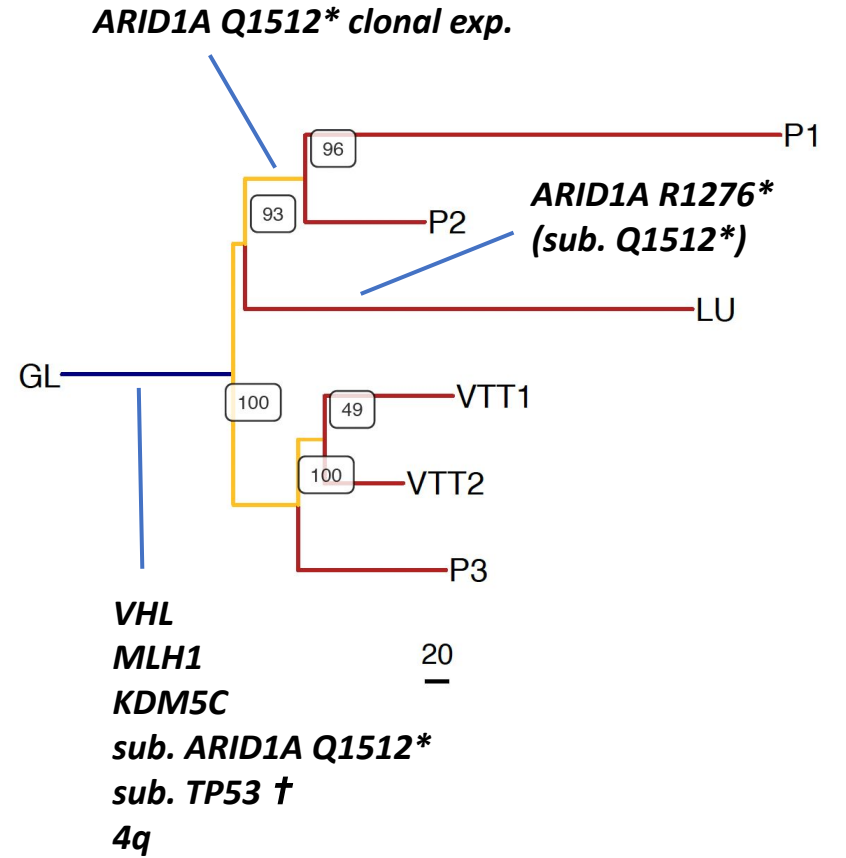 ARID1A Q1512* clonal exp.
96
P1
93
ARID1A R1276*
(sub. Q1512*)
P2
LU
GL
100
49
VTT1
100
VTT2
P3
VHL
MLH1
KDM5C
sub. ARID1A Q1512*
sub. TP53 †
4q
20